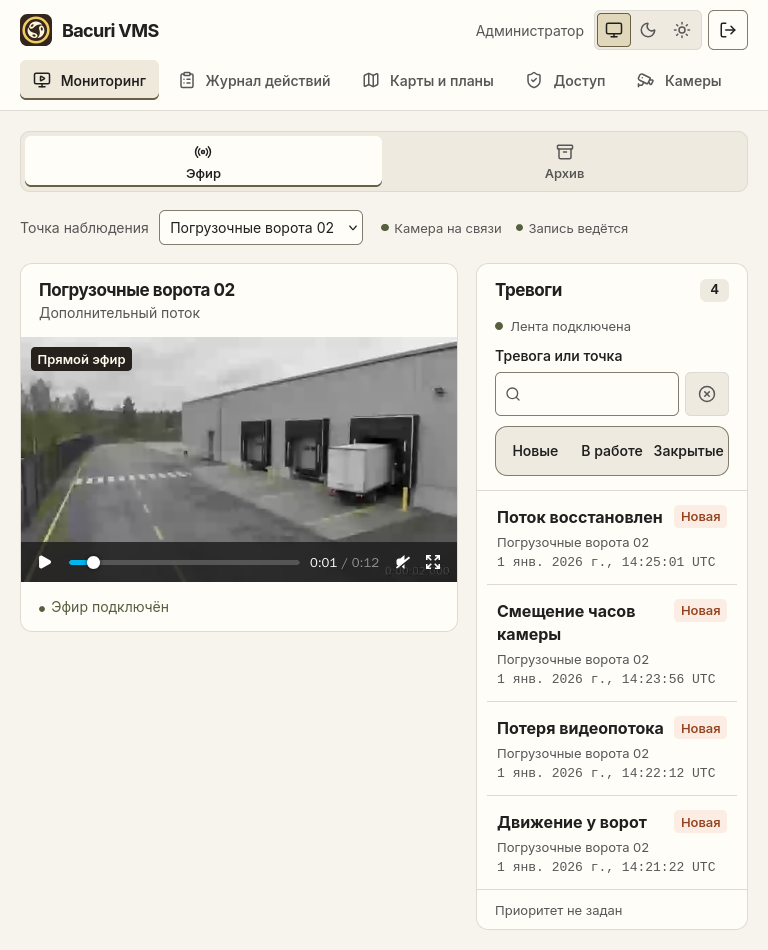 Bacuri VMS
Администратор
Мониторинг
Журнал действий
Карты и планы
Доступ
Камеры
Эфир
Архив
Точка наблюдения
Погрузочные ворота 02
Камера на связи
Запись ведётся
Погрузочные ворота 02
Дополнительный поток
Прямой эфир
0:01 / 0:12
Эфир подключён
Тревоги
4
Лента подключена
Тревога или точка
Новые
В работе
Закрытые
Поток восстановлен
Новая
Погрузочные ворота 02
1 янв. 2026 г., 14:25:01 UTC
Смещение часов
камеры
Новая
Погрузочные ворота 02
1 янв. 2026 г., 14:23:56 UTC
Потеря видеопотока
Новая
Погрузочные ворота 02
1 янв. 2026 г., 14:22:12 UTC
Движение у ворот
Новая
Погрузочные ворота 02
1 янв. 2026 г., 14:21:22 UTC
Приоритет не задан